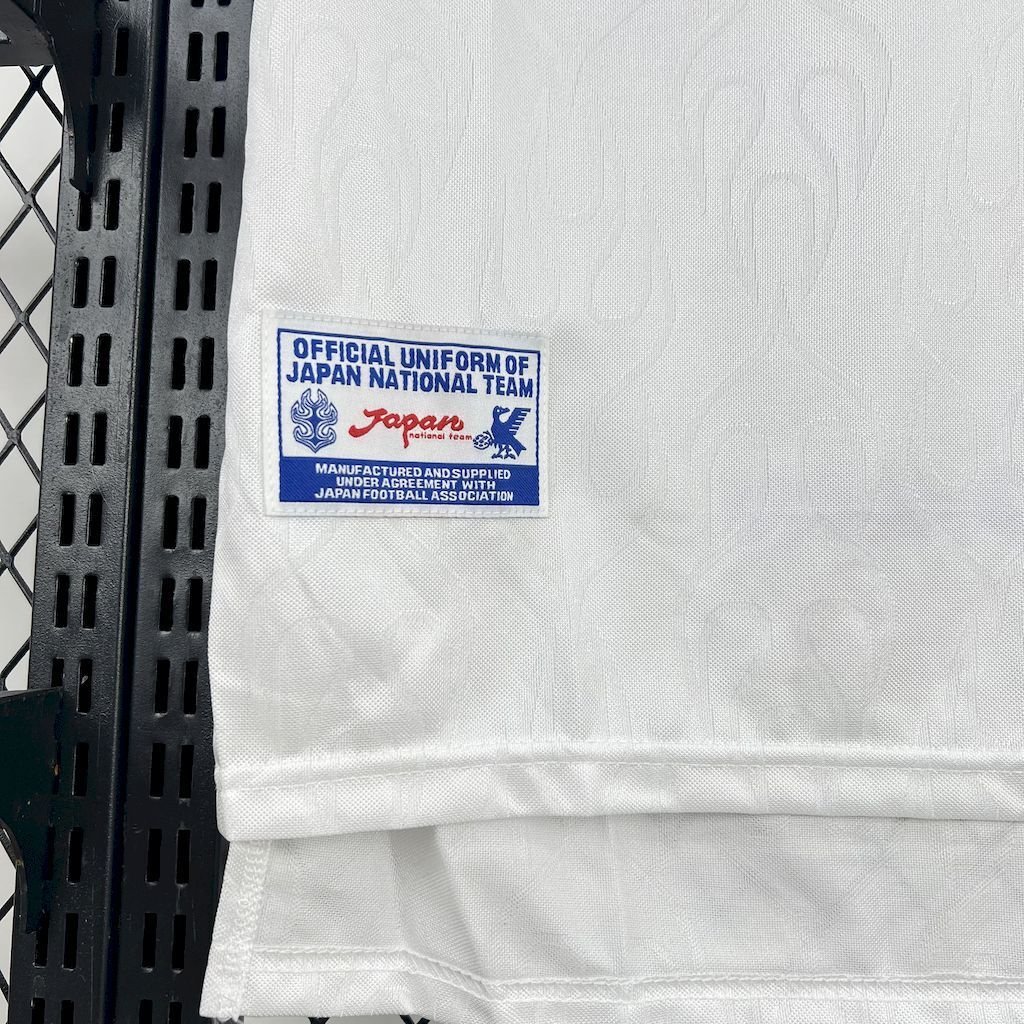 OFFICIAL UNIFORM OF
JAPAN NATIONAL TEAM
Japan
national team
MANUFACTURED AND SUPPLIED
UNDER AGREEMENT WITH
JAPAN FOOTBALL ASSOCIATION